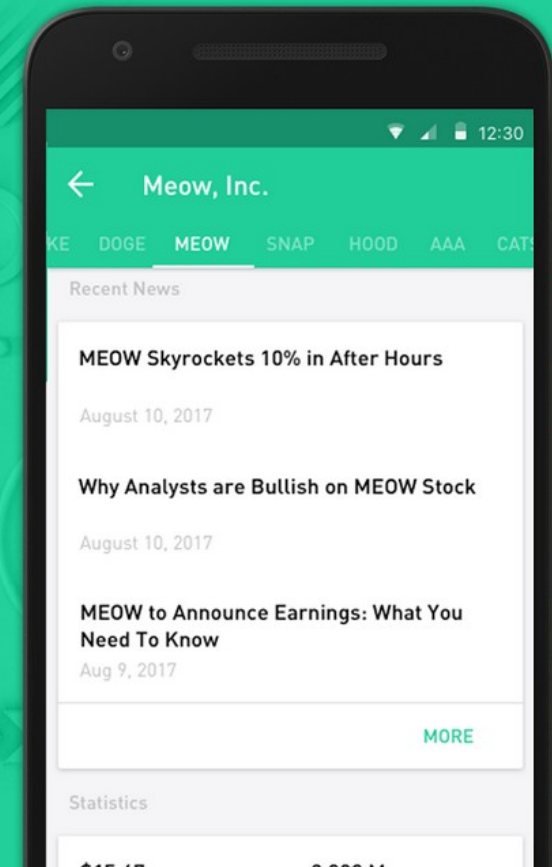 12:30
Meow, Inc.
KE DOGE MEOW SNAP HOOD AAA CATS
Recent News
MEOW Skyrockets 10% in After Hours
August 10, 2017
Why Analysts are Bullish on MEOW Stock
August 10, 2017
MEOW to Announce Earnings: What You
Need To Know
Aug 9, 2017
MORE
Statistics